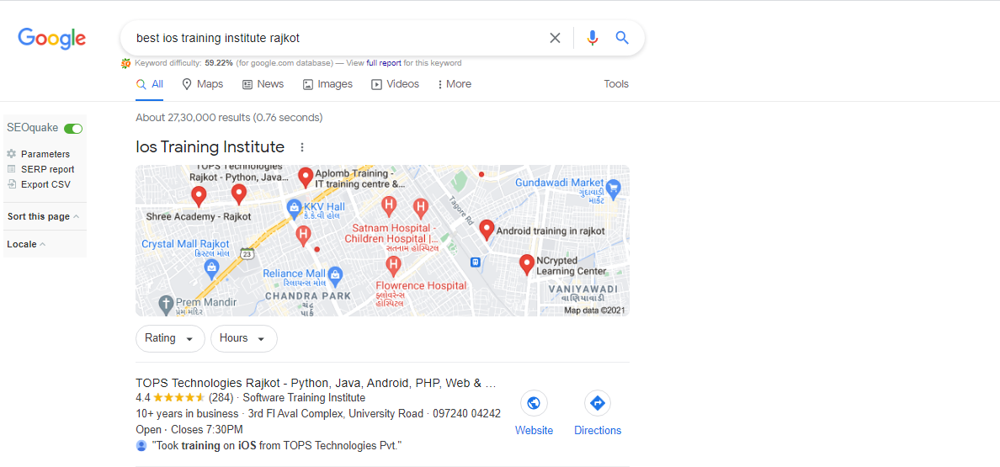 Google
best ios training institute rajkot
Keyword difficulty: 59.22% (for google.com database) — View full report for this keyword
All Maps News Images Videos More Tools
About 27,30,000 results (0.76 seconds)
SEOquake
Parameters
SERP report
Export CSV
Sort this page
Locale
Ios Training Institute
TOPS Technologies
Rajkot - Python, Java...
Aplomb Training -
IT training centre &...
Shree Academy - Rajkot
KKV Hall
કે.કે.વી હોલ
Satnam Hospital -
Children Hospital |...
સતનામ હોસ્પિટલ
Tagore Rd
Gundawadi Market
ગુંદાવાડી
માર્કેટ
Android training in rajkot
Crystal Mall Rajkot
ક્રિસ્ટલ મોલ
23
Reliance Mall
રિલાયન્સ મોલ
NCrypted
Learning Center
Flowrence Hospital
ફ્લોવરેન્સ
હોસ્પિટલ
CHANDRA PARK
ચંદ્ર
પાર્ક
VANIYAWADI
વાણિયાવાડી
Prem Mandir
પ્રેમ મંદિર
Map data ©2021
Rating Hours
TOPS Technologies Rajkot - Python, Java, Android, PHP, Web & ...
4.4 (284) · Software Training Institute
10+ years in business · 3rd Fl Aval Complex, University Road · 097240 04242
Open · Closes 7:30PM
"Took training on iOS from TOPS Technologies Pvt."
Website Directions